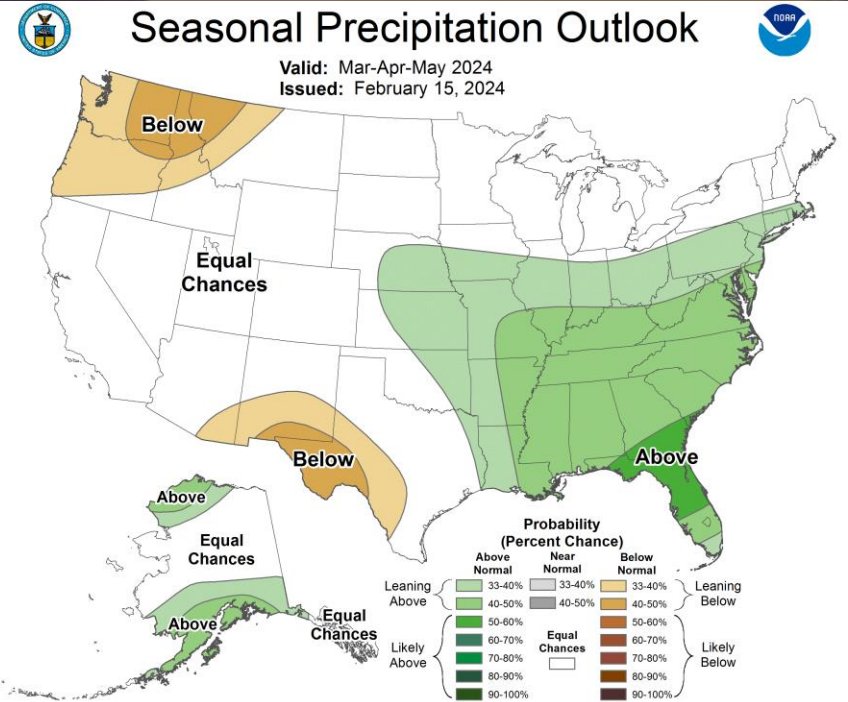 Seasonal Precipitation Outlook
NOAA
Valid: Mar-Apr-May 2024
Issued: February 15, 2024
Below
Equal
Chances
Below
Above
Above
Equal
Chances
Above
Equal
Chances
Probability
(Percent Chance)
Above
Normal
Near
Normal
Below
Normal
Leaning
Above
33-40%
33-40%
33-40%
Leaning
Below
40-50%
40-50%
40-50%
Likely
Above
50-60%
50-60%
Likely
Below
60-70%
Equal
Chances
60-70%
70-80%
70-80%
80-90%
80-90%
90-100%
90-100%